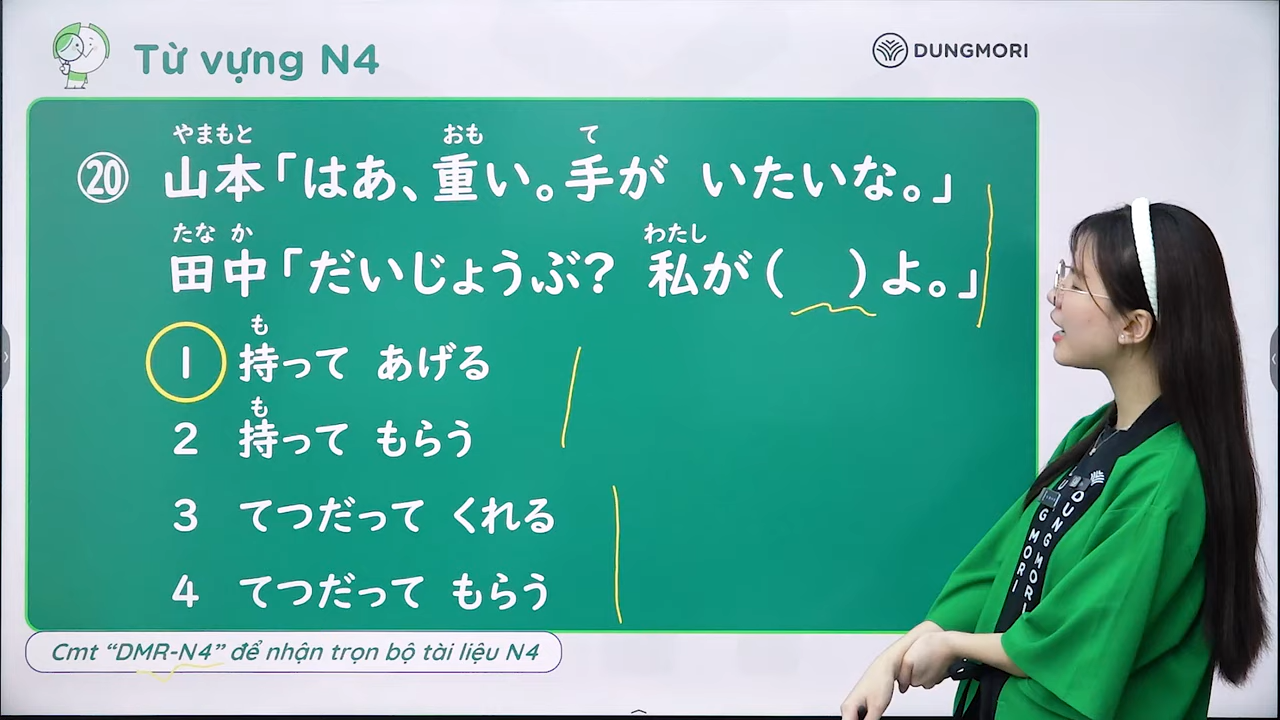 Từ vựng N4
DUNGMORI
やまもと おも て
⑳ 山本「はあ、重い。手が いたいな。」
たな か わたし
田中「だいじょうぶ? 私が( )よ。」
も
1 持って あげる
も
2 持って もらう
3 てつだって くれる
4 てつだって もらう
Cmt “DMR-N4” để nhận trọn bộ tài liệu N4
DUNG MORI
DUNGMORI